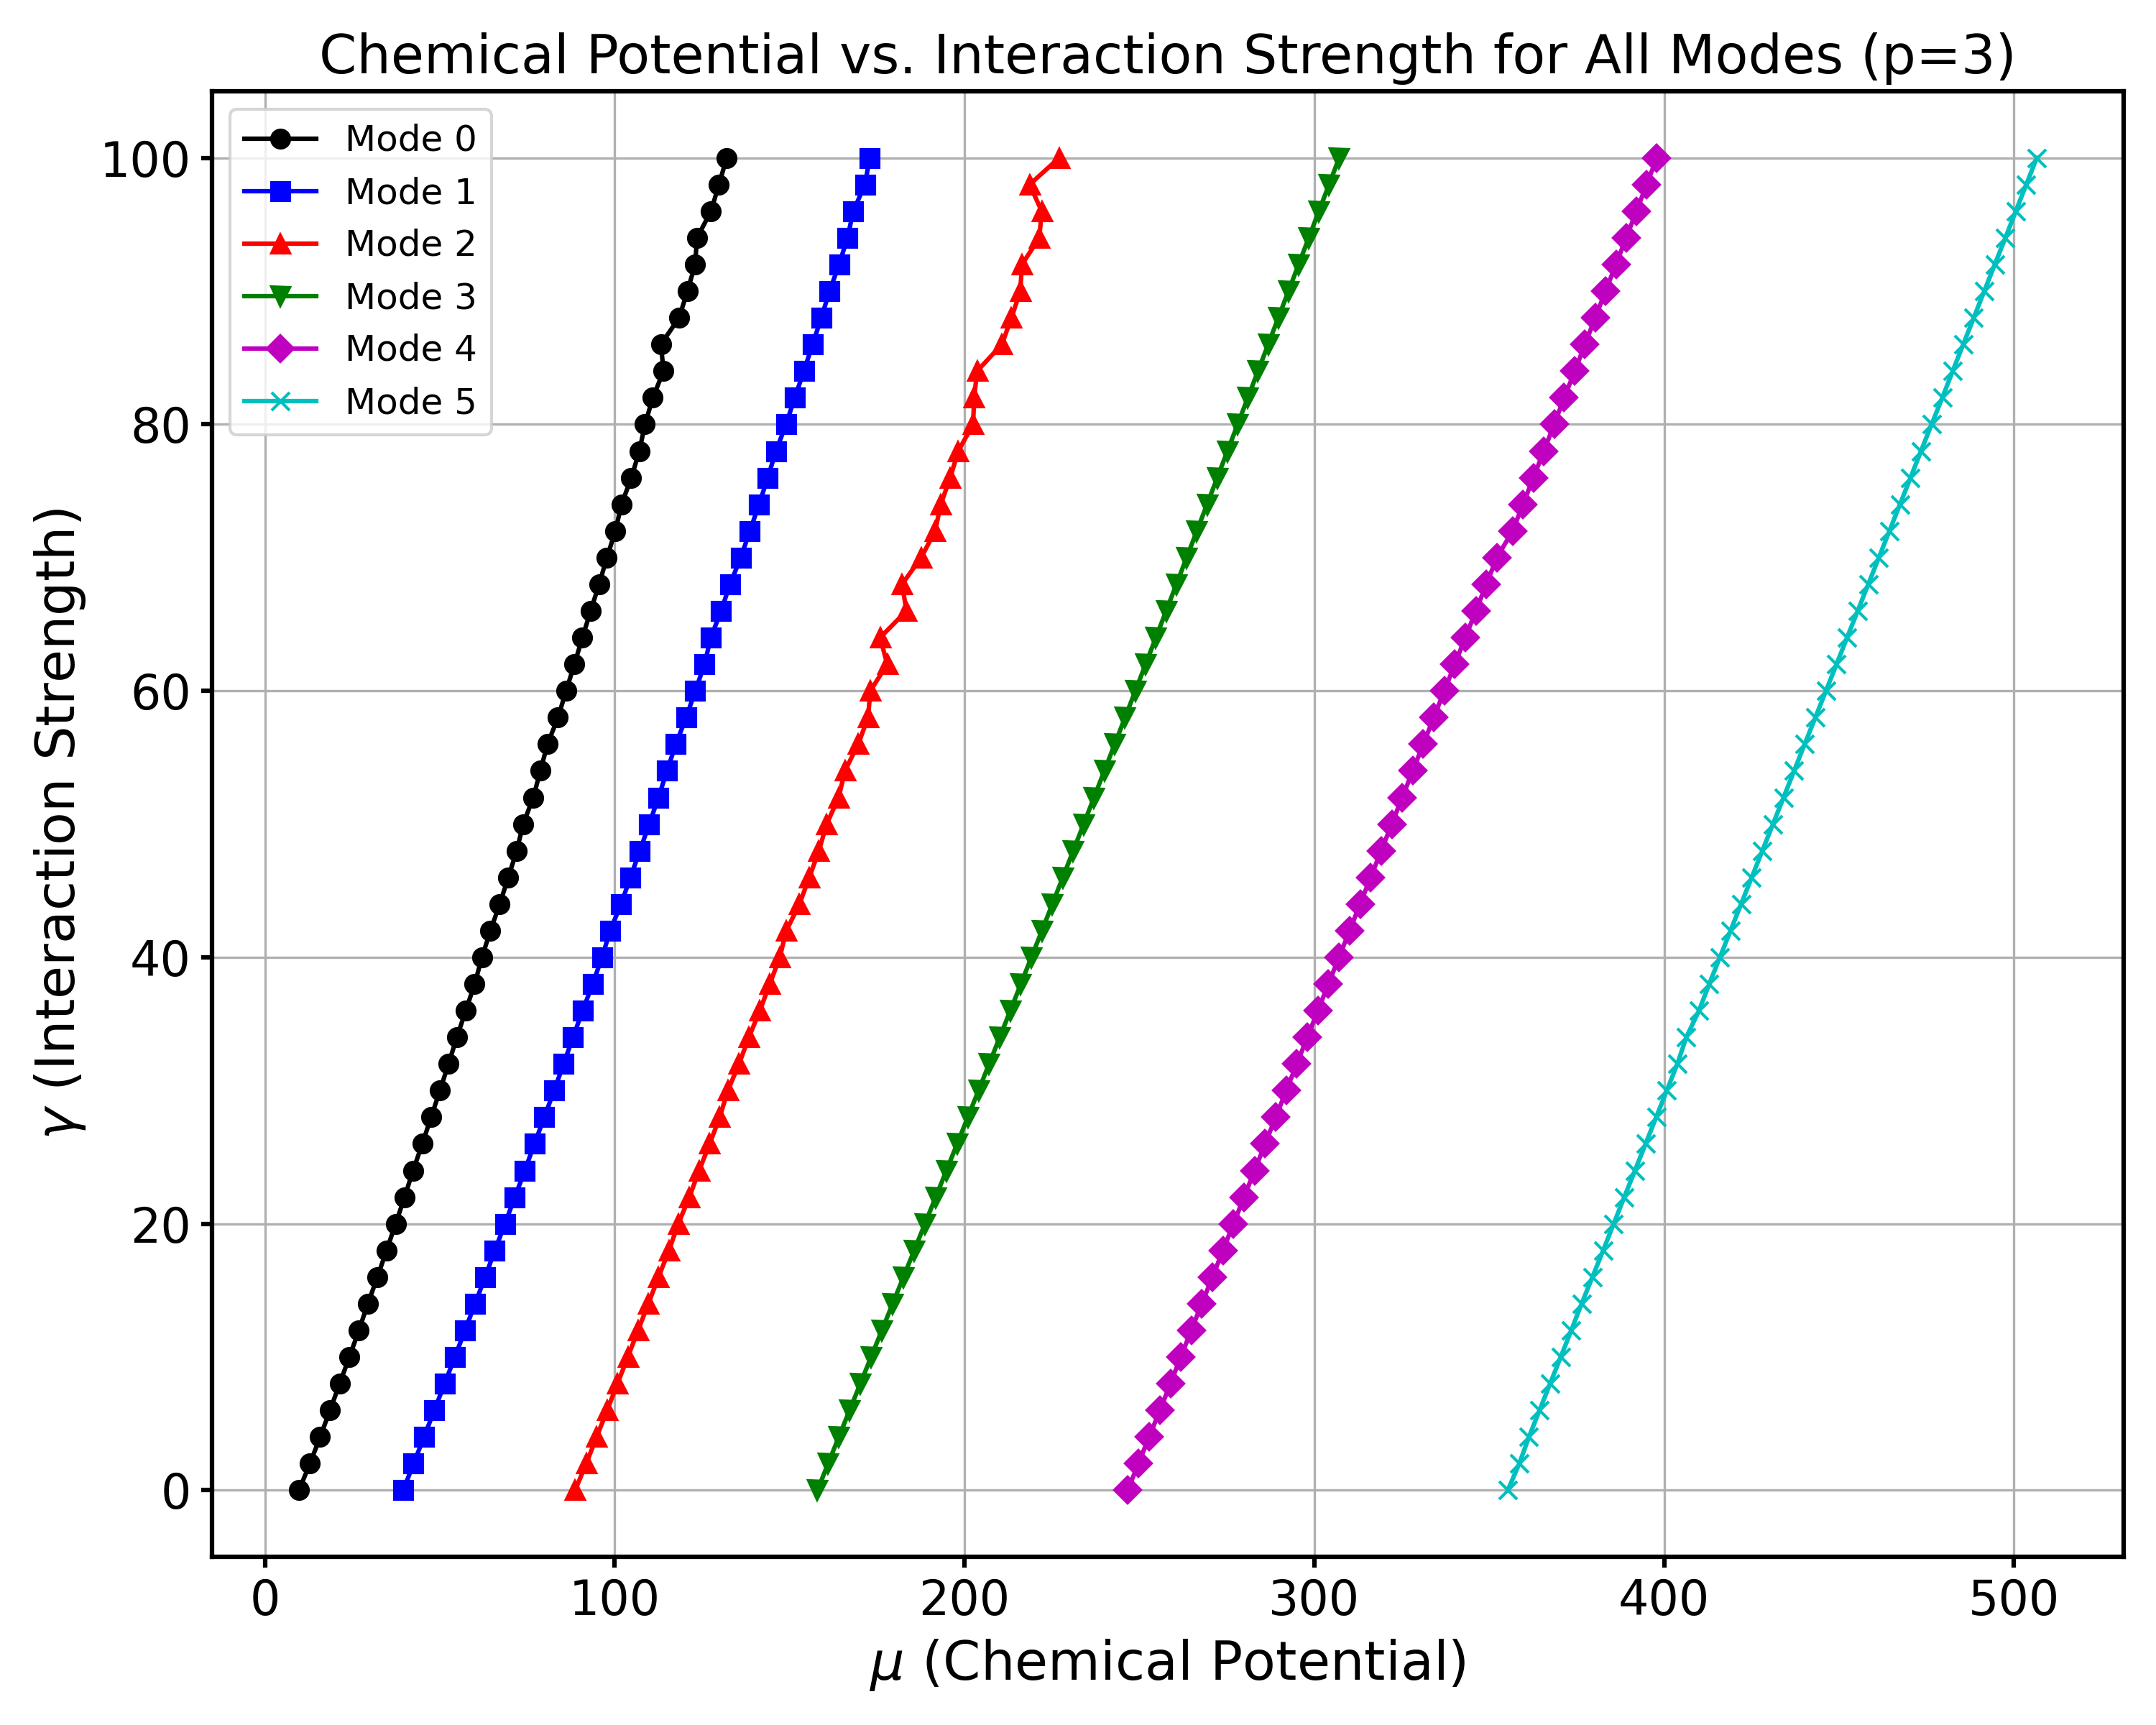 Chemical Potential vs. Interaction Strength for All Modes (p=3)
Mode 0
Mode 1
Mode 2
Mode 3
Mode 4
Mode 5
100
80
60
40
20
0
γ (Interaction Strength)
0 100 200 300 400 500
μ (Chemical Potential)